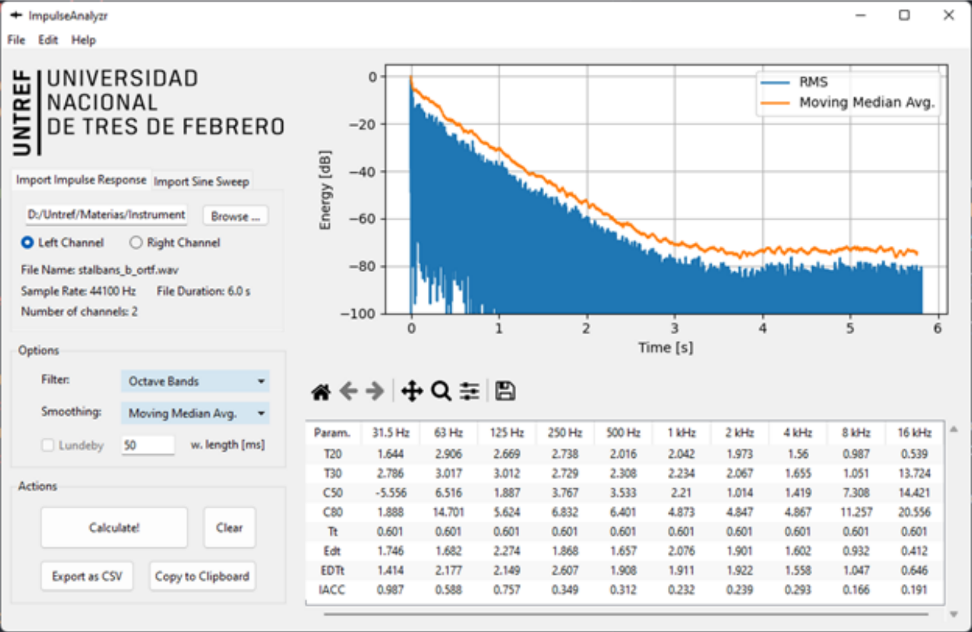 ImpulseAnalyzr
File Edit Help
UNTREF
UNIVERSIDAD
NACIONAL
DE TRES DE FEBRERO
Import Impulse Response Import Sine Sweep
D:/Untref/Materias/Instrument Browse ...
Left Channel Right Channel
File Name: stalbans_b_ortf.wav
Sample Rate: 44100 Hz File Duration: 6.0 s
Number of channels: 2
Options
Filter: Octave Bands
Smoothing: Moving Median Avg.
Lundeby 50 w. length [ms]
Actions
Calculate! Clear
Export as CSV Copy to Clipboard
RMS
Moving Median Avg.
Energy [dB]
0
−20
−40
−60
−80
−100
0 1 2 3 4 5 6
Time [s]
Param. 31.5 Hz 63 Hz 125 Hz 250 Hz 500 Hz 1 kHz 2 kHz 4 kHz 8 kHz 16 kHz
T20 1.644 2.906 2.669 2.738 2.016 2.042 1.973 1.56 0.987 0.539
T30 2.786 3.017 3.012 2.729 2.308 2.234 2.067 1.655 1.051 13.724
C50 -5.556 6.516 1.887 3.767 3.533 2.21 1.014 1.419 7.308 14.421
C80 1.888 14.701 5.624 6.832 6.401 4.873 4.847 4.867 11.257 20.556
Tt 0.601 0.601 0.601 0.601 0.601 0.601 0.601 0.601 0.601 0.601
Edt 1.746 1.682 2.274 1.868 1.657 2.076 1.901 1.602 0.932 0.412
EDTt 1.414 2.177 2.149 2.607 1.908 1.911 1.922 1.558 1.047 0.646
IACC 0.987 0.588 0.757 0.349 0.312 0.232 0.239 0.293 0.166 0.191